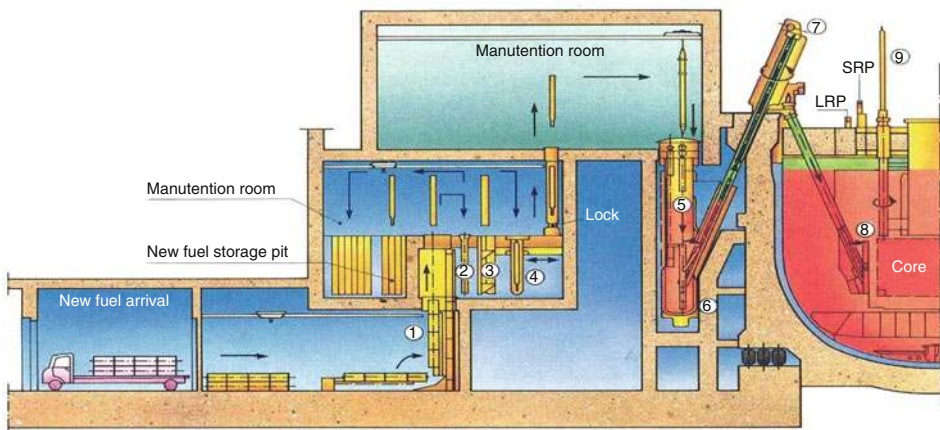 Manutention room
7
9
SRP
LRP
Manutention room
5
Lock
8
New fuel storage pit
2
3
4
Core
New fuel arrival
1
6